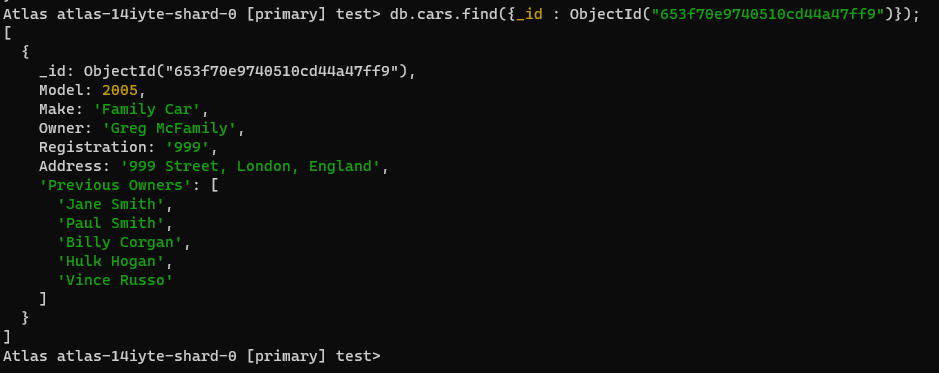 Atlas atlas-14iyte-shard-0 [primary] test> db.cars.find({_id : ObjectId("653f70e9740510cd44a47ff9")});
[
  {
    _id: ObjectId("653f70e9740510cd44a47ff9"),
    Model: 2005,
    Make: 'Family Car',
    Owner: 'Greg McFamily',
    Registration: '999',
    Address: '999 Street, London, England',
    'Previous Owners': [
      'Jane Smith',
      'Paul Smith',
      'Billy Corgan',
      'Hulk Hogan',
      'Vince Russo'
    ]
  }
]
Atlas atlas-14iyte-shard-0 [primary] test>